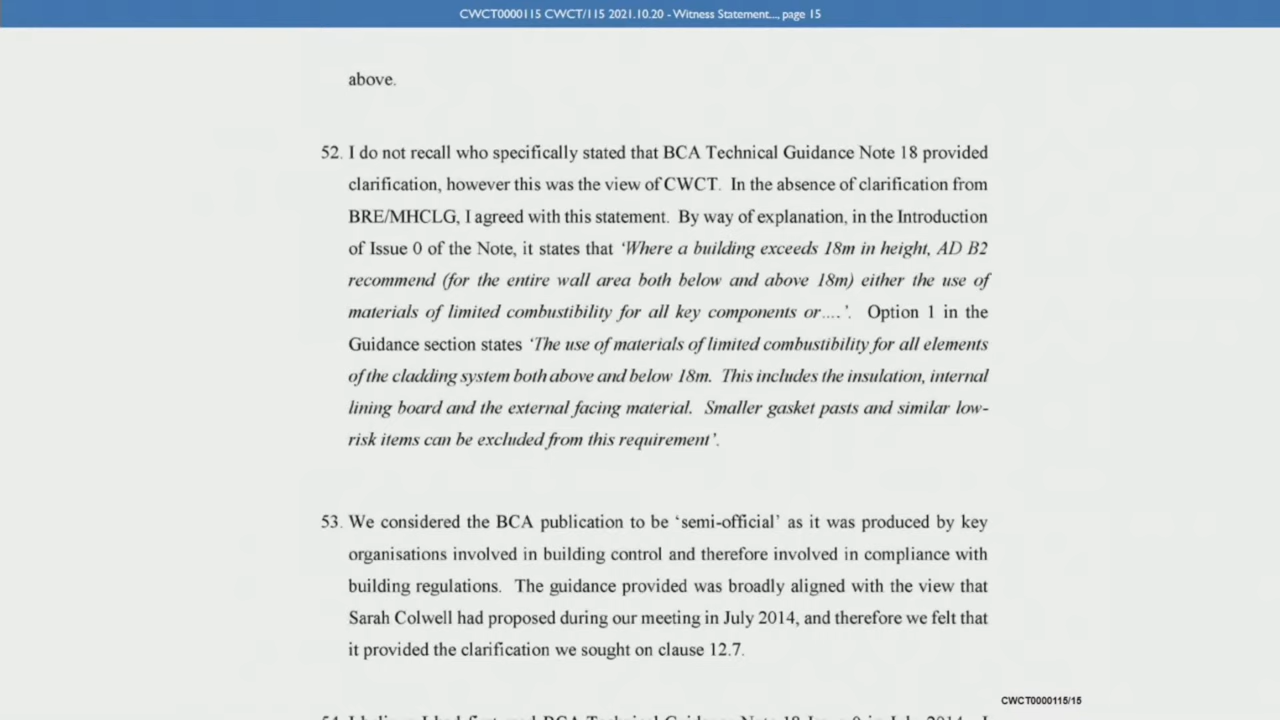 CWCT0000115 CWCT/115 2021.10.20 - Witness Statement..., page 15
above.
52. I do not recall who specifically stated that BCA Technical Guidance Note 18 provided
clarification, however this was the view of CWCT. In the absence of clarification from
BRE/MHCLG, I agreed with this statement. By way of explanation, in the Introduction
of Issue 0 of the Note, it states that ‘Where a building exceeds 18m in height, AD B2
recommend (for the entire wall area both below and above 18m) either the use of
materials of limited combustibility for all key components or....’. Option 1 in the
Guidance section states ‘The use of materials of limited combustibility for all elements
of the cladding system both above and below 18m. This includes the insulation, internal
lining board and the external facing material. Smaller gasket pasts and similar low-
risk items can be excluded from this requirement’.
53. We considered the BCA publication to be ‘semi-official’ as it was produced by key
organisations involved in building control and therefore involved in compliance with
building regulations. The guidance provided was broadly aligned with the view that
Sarah Colwell had proposed during our meeting in July 2014, and therefore we felt that
it provided the clarification we sought on clause 12.7.
CWCT0000115/15